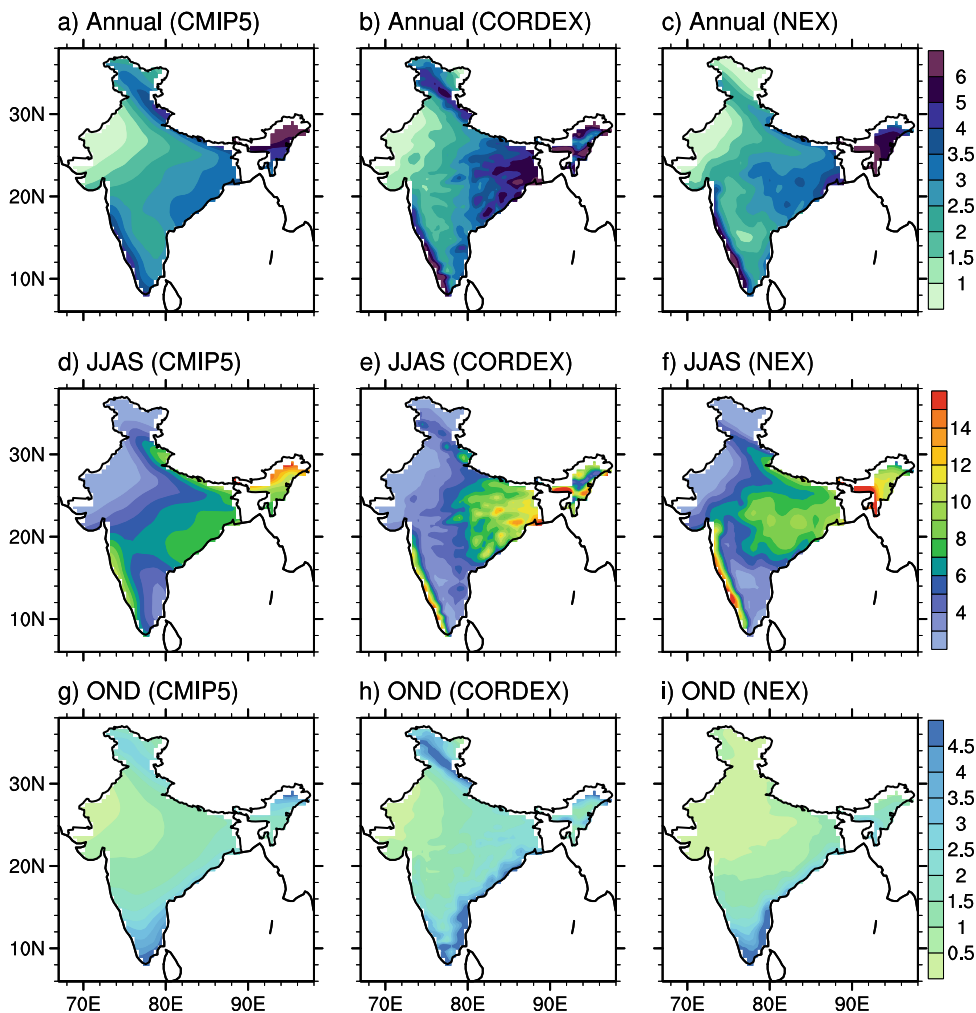 a) Annual (CMIP5)
b) Annual (CORDEX)
c) Annual (NEX)
30N
20N
10N
6
5
4
3.5
3
2.5
2
1.5
1
d) JJAS (CMIP5)
e) JJAS (CORDEX)
f) JJAS (NEX)
30N
20N
10N
14
12
10
8
6
4
g) OND (CMIP5)
h) OND (CORDEX)
i) OND (NEX)
30N
20N
10N
4.5
4
3.5
3
2.5
2
1.5
1
0.5
70E 80E 90E
70E 80E 90E
70E 80E 90E